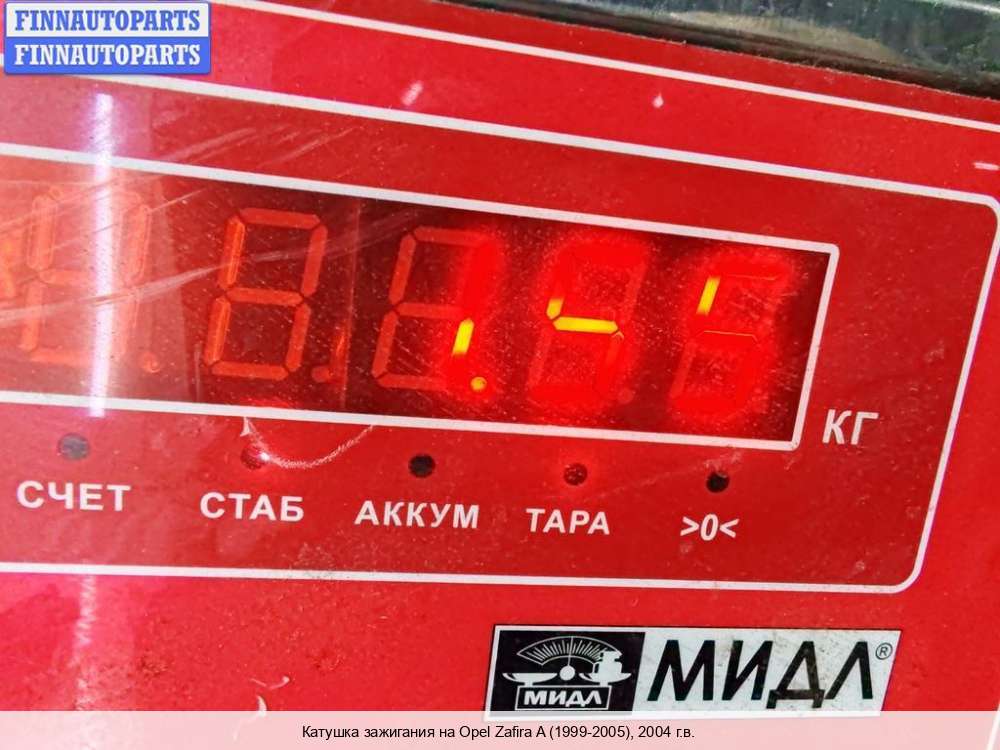 FINNAUTOPARTS
FINNAUTOPARTS
КГ
СЧЕТ СТАБ АККУМ ТАРА >0<
МИДЛ МИДЛ®
Катушка зажигания на Opel Zafira A (1999-2005), 2004 г.в.